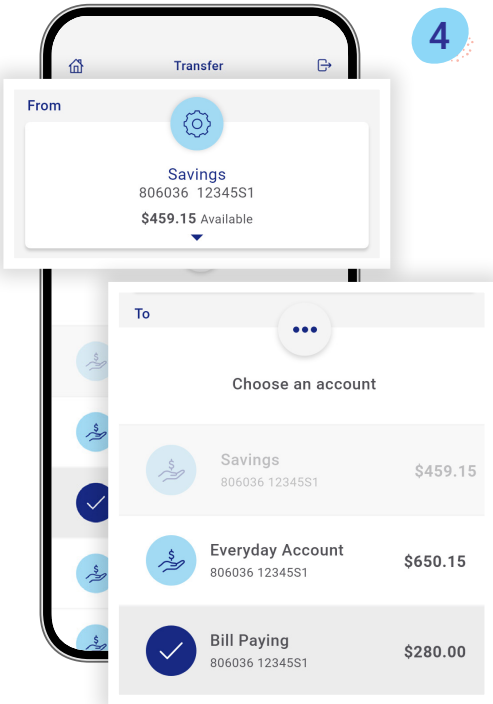 4
Transfer
From
Savings
806036 12345S1
$459.15 Available
To
Choose an account
Savings
806036 12345S1
$459.15
Everyday Account
806036 12345S1
$650.15
Bill Paying
806036 12345S1
$280.00